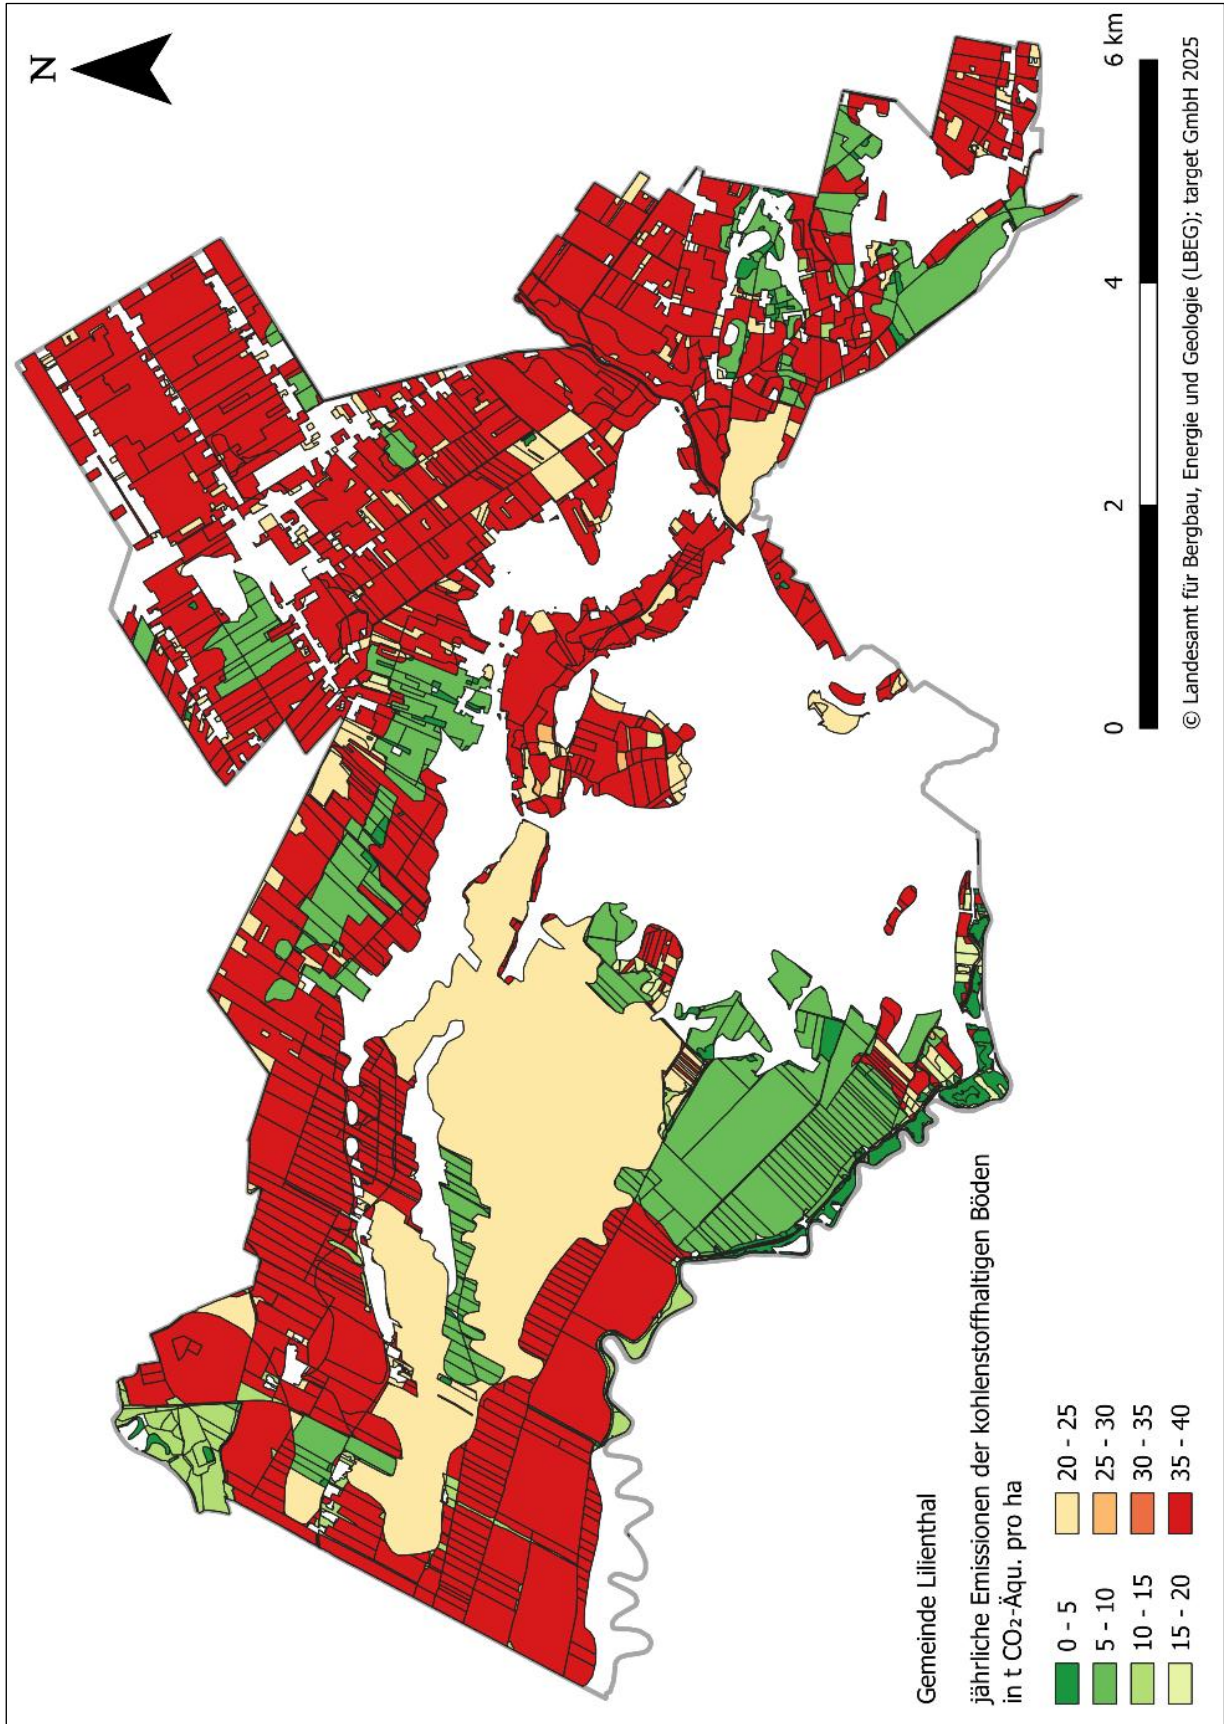 N
Gemeinde Lilienthal
jährliche Emissionen der kohlenstoffhaltigen Böden
in t CO₂-Äqu. pro ha
0 - 5
5 - 10
10 - 15
15 - 20
20 - 25
25 - 30
30 - 35
35 - 40
0 2 4 6 km
© Landesamt für Bergbau, Energie und Geologie (LBEG); target GmbH 2025